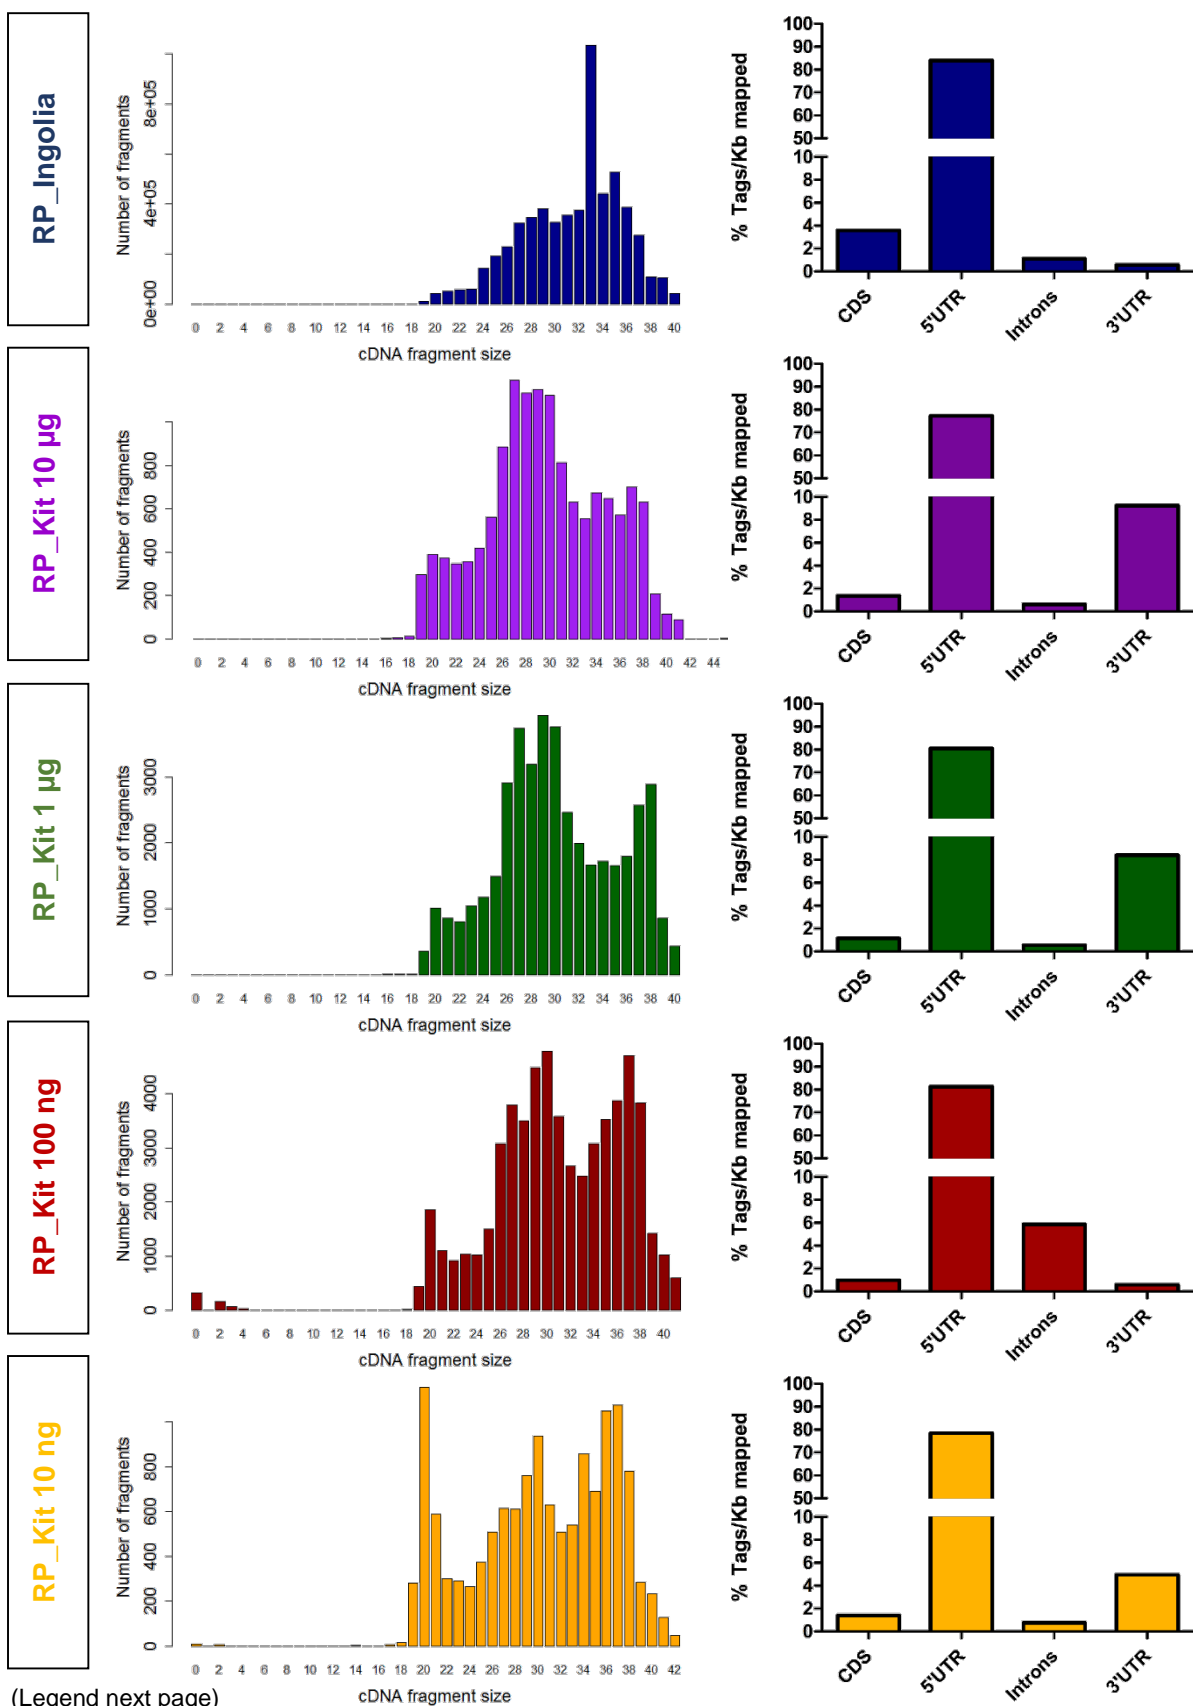 RP_Ingolia
Number of fragments
8e+05
4e+05
0e+00
0 2 4 6 8 10 12 14 16 18 20 22 24 26 28 30 32 34 36 38 40
cDNA fragment size
% Tags/Kb mapped
100
90
80
70
60
50
10
8
6
4
2
0
CDS
5'UTR
Introns
3'UTR
RP_Kit 10 µg
Number of fragments
800
600
400
200
0
0 2 4 6 8 10 12 14 16 18 20 22 24 26 28 30 32 34 36 38 40 42 44
cDNA fragment size
% Tags/Kb mapped
100
90
80
70
60
50
10
8
6
4
2
0
CDS
5'UTR
Introns
3'UTR
RP_Kit 1 µg
Number of fragments
3000
2000
1000
0
0 2 4 6 8 10 12 14 16 18 20 22 24 26 28 30 32 34 36 38 40
cDNA fragment size
% Tags/Kb mapped
100
90
80
70
60
50
10
8
6
4
2
0
CDS
5'UTR
Introns
3'UTR
RP_Kit 100 ng
Number of fragments
4000
3000
2000
1000
0
0 2 4 6 8 10 12 14 16 18 20 22 24 26 28 30 32 34 36 38 40
cDNA fragment size
% Tags/Kb mapped
100
90
80
70
60
50
10
8
6
4
2
0
CDS
5'UTR
Introns
3'UTR
RP_Kit 10 ng
Number of fragments
800
600
400
200
0
0 2 4 6 8 10 12 14 16 18 20 22 24 26 28 30 32 34 36 38 40 42
cDNA fragment size
% Tags/Kb mapped
100
90
80
70
60
50
10
8
6
4
2
0
CDS
5'UTR
Introns
3'UTR
(Legend next page)